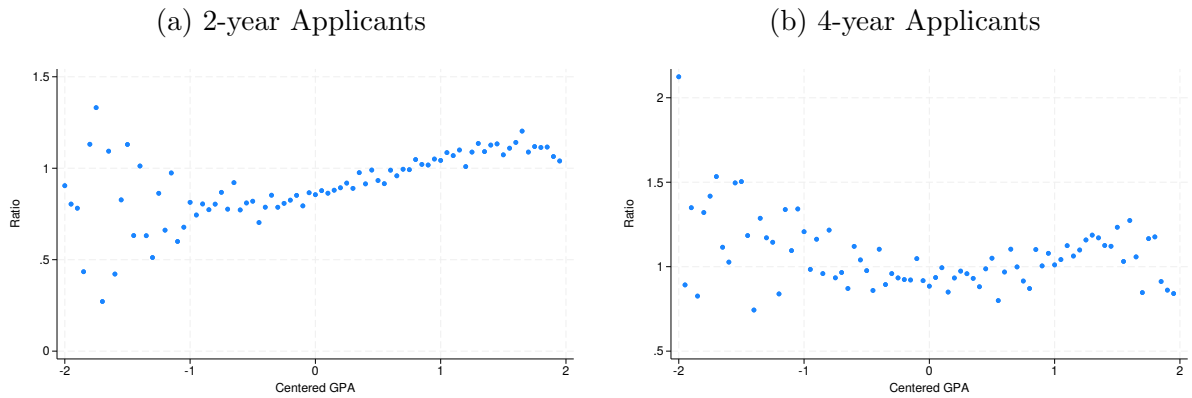 (a) 2-year Applicants
1.5
1
.5
0
Ratio
-2 -1 0 1 2
Centered GPA
(b) 4-year Applicants
2
1.5
1
.5
Ratio
-2 -1 0 1 2
Centered GPA